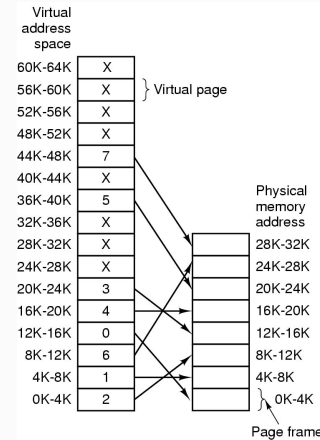 Virtual
address
space
60K-64K X
56K-60K X } Virtual page
52K-56K X
48K-52K X
44K-48K 7
40K-44K X
36K-40K 5
32K-36K X
28K-32K X
24K-28K X
20K-24K 3
16K-20K 4
12K-16K 0
8K-12K 6
4K-8K 1
0K-4K 2
Physical
memory
address
28K-32K
24K-28K
20K-24K
16K-20K
12K-16K
8K-12K
4K-8K
} 0K-4K
Page frame